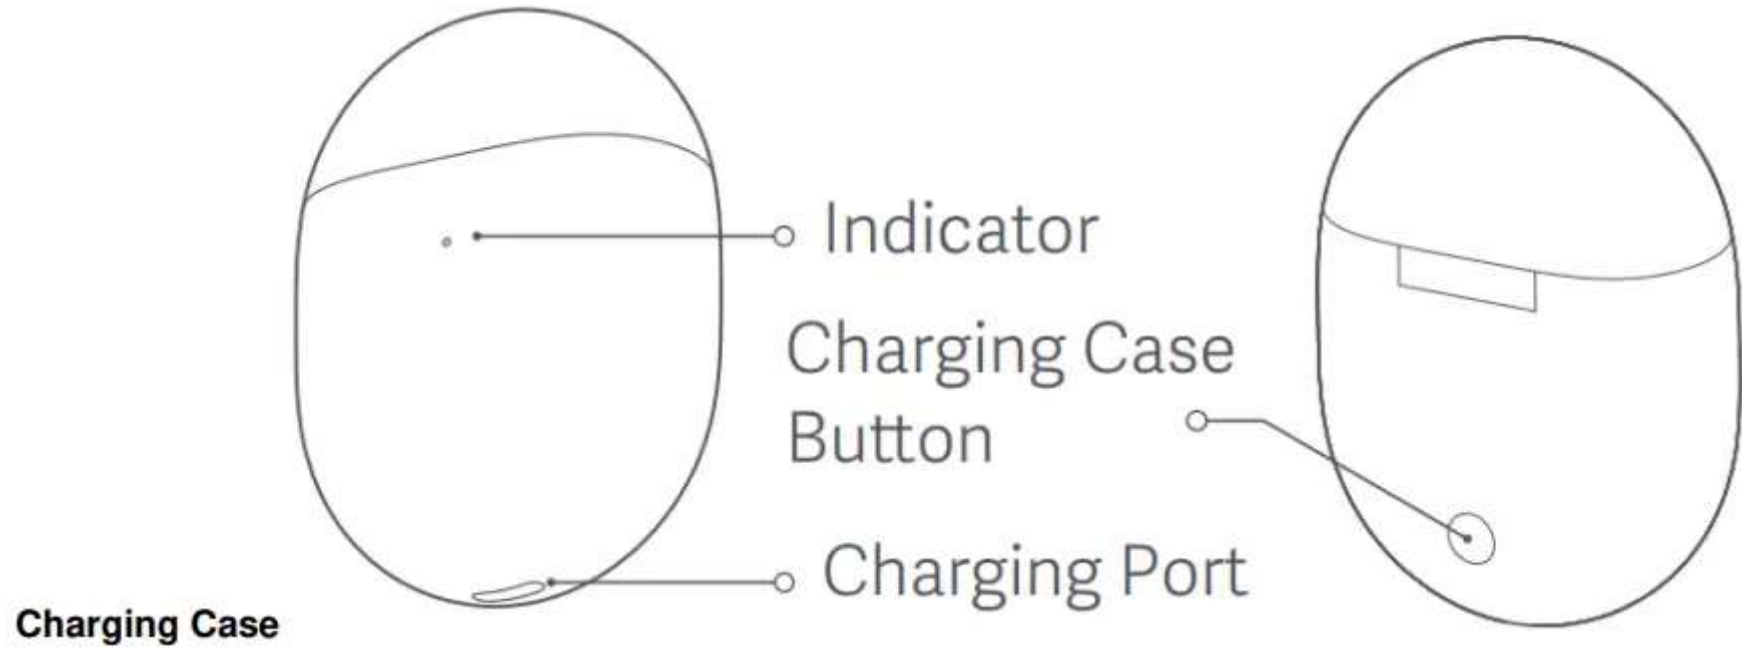 Indicator
Charging Case
Button
Charging Port
Charging Case